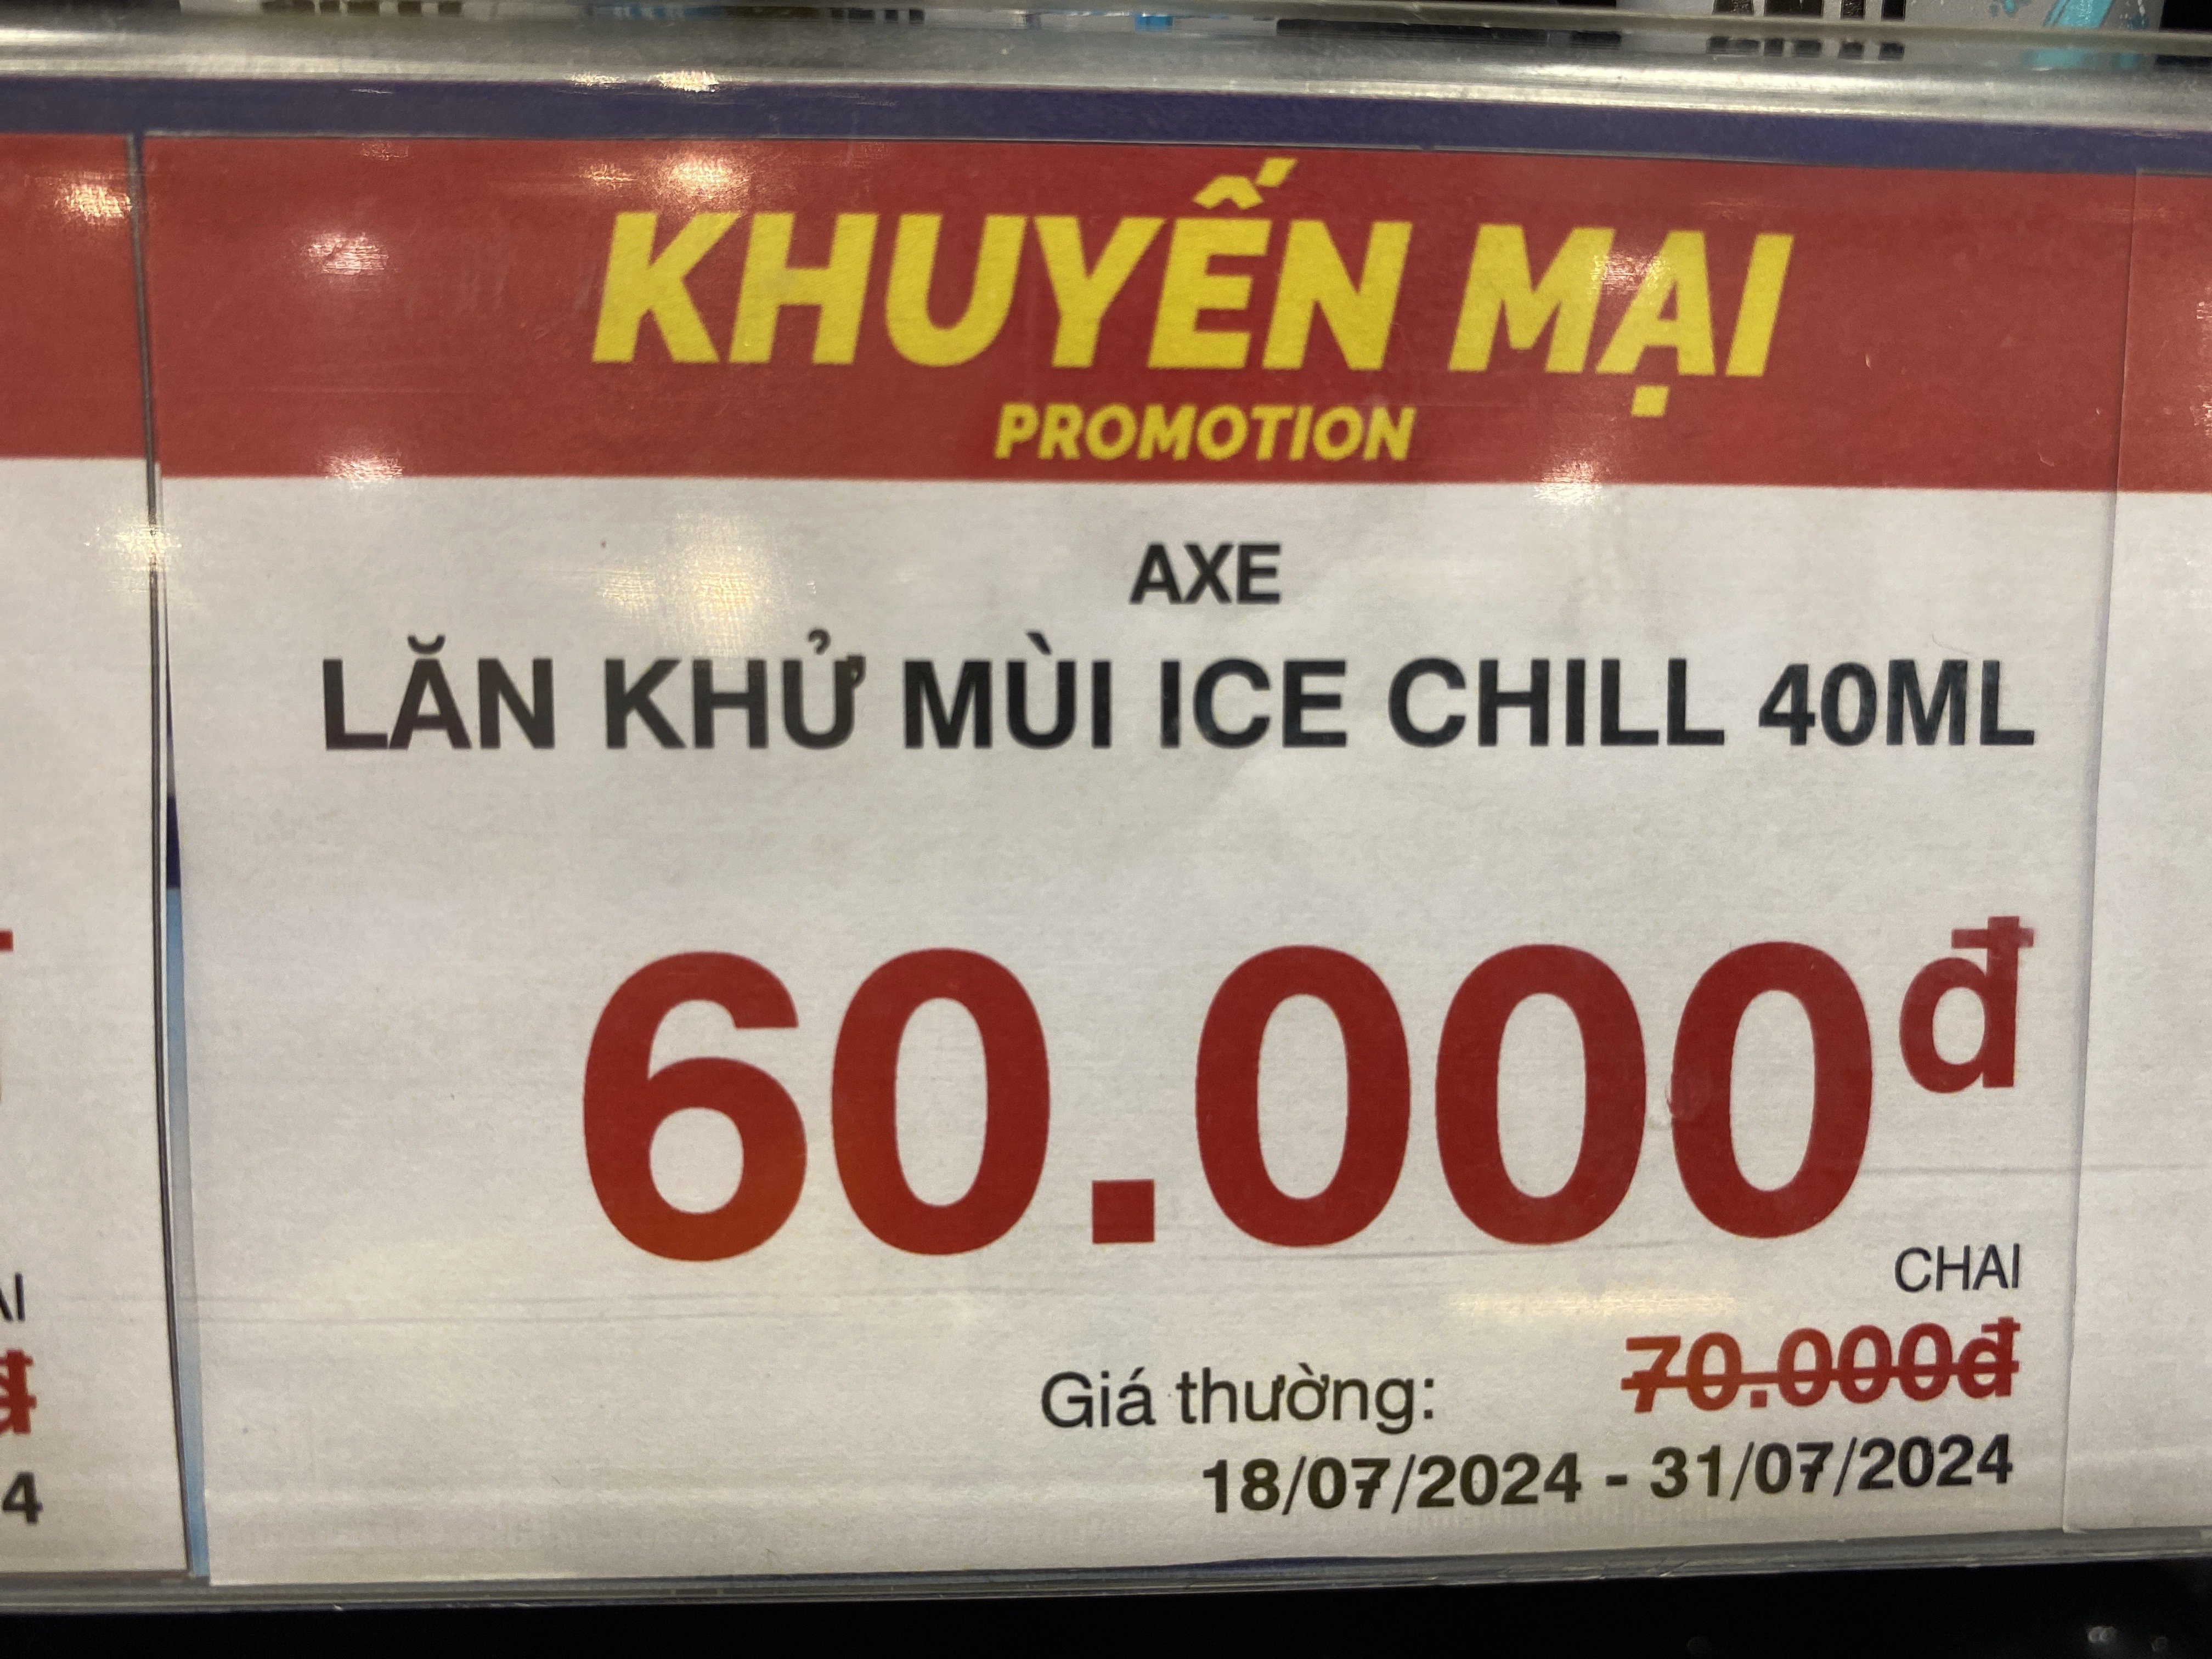 KHUYẾN MẠI
PROMOTION
AXE
LĂN KHỬ MÙI ICE CHILL 40ML
60.000đ
CHAI
Giá thường: 70.000đ
18/07/2024 - 31/07/2024